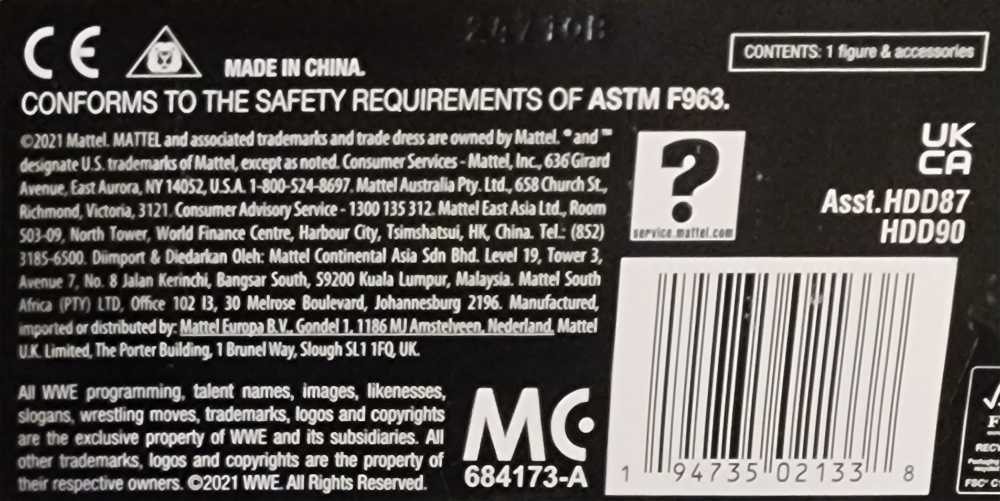 CE
MADE IN CHINA.
CONTENTS: 1 figure & accessories
CONFORMS TO THE SAFETY REQUIREMENTS OF ASTM F963.
©2021 Mattel. MATTEL and associated trademarks and trade dress are owned by Mattel. ® and ™
designate U.S. trademarks of Mattel, except as noted. Consumer Services - Mattel, Inc., 636 Girard
Avenue, East Aurora, NY 14052, U.S.A. 1-800-524-8697. Mattel Australia Pty. Ltd., 658 Church St.,
Richmond, Victoria, 3121. Consumer Advisory Service - 1300 135 312. Mattel East Asia Ltd., Room
503-09, North Tower, World Finance Centre, Harbour City, Tsimshatsui, HK, China. Tel.: (852)
3185-6500. Diimport & Diedarkan Oleh: Mattel Continental Asia Sdn Bhd. Level 19, Tower 3,
Avenue 7, No. 8 Jalan Kerinchi, Bangsar South, 59200 Kuala Lumpur, Malaysia. Mattel South
Africa (PTY) LTD, Office 102 I3, 30 Melrose Boulevard, Johannesburg 2196. Manufactured,
imported or distributed by: Mattel Europa B.V., Gondel 1, 1186 MJ Amstelveen, Nederland. Mattel
U.K. Limited, The Porter Building, 1 Brunel Way, Slough SL1 1FQ, UK.
?
service.mattel.com
UK
CA
Asst.HDD87
HDD90
All WWE programming, talent names, images, likenesses,
slogans, wrestling moves, trademarks, logos and copyrights
are the exclusive property of WWE and its subsidiaries. All
other trademarks, logos and copyrights are the property of
their respective owners. ©2021 WWE. All Rights Reserved.
MC
684173-A
1 94735 02133 8